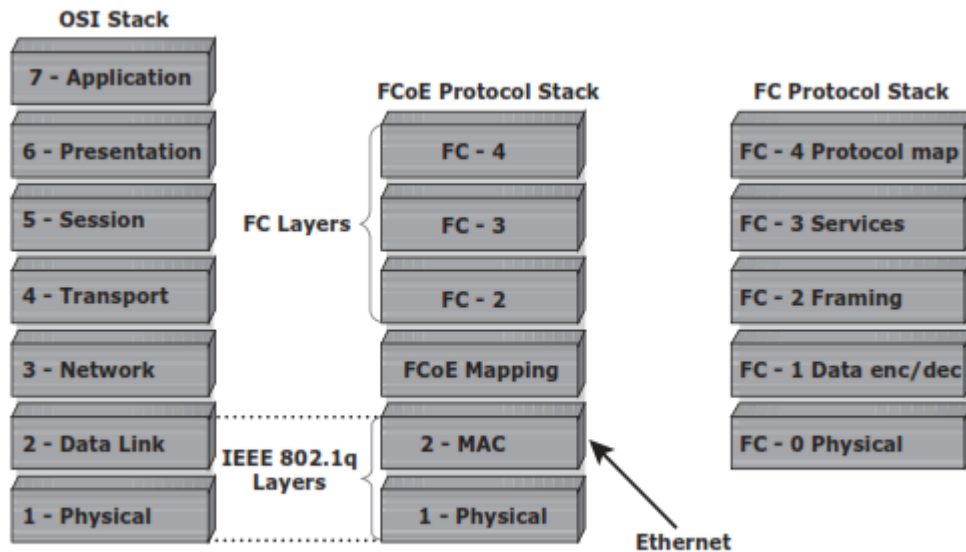 OSI Stack
7 - Application
6 - Presentation
5 - Session
4 - Transport
3 - Network
2 - Data Link
1 - Physical
FC Layers
IEEE 802.1q
Layers
FCoE Protocol Stack
FC - 4
FC - 3
FC - 2
FCoE Mapping
2 - MAC
1 - Physical
Ethernet
FC Protocol Stack
FC - 4 Protocol map
FC - 3 Services
FC - 2 Framing
FC - 1 Data enc/dec
FC - 0 Physical